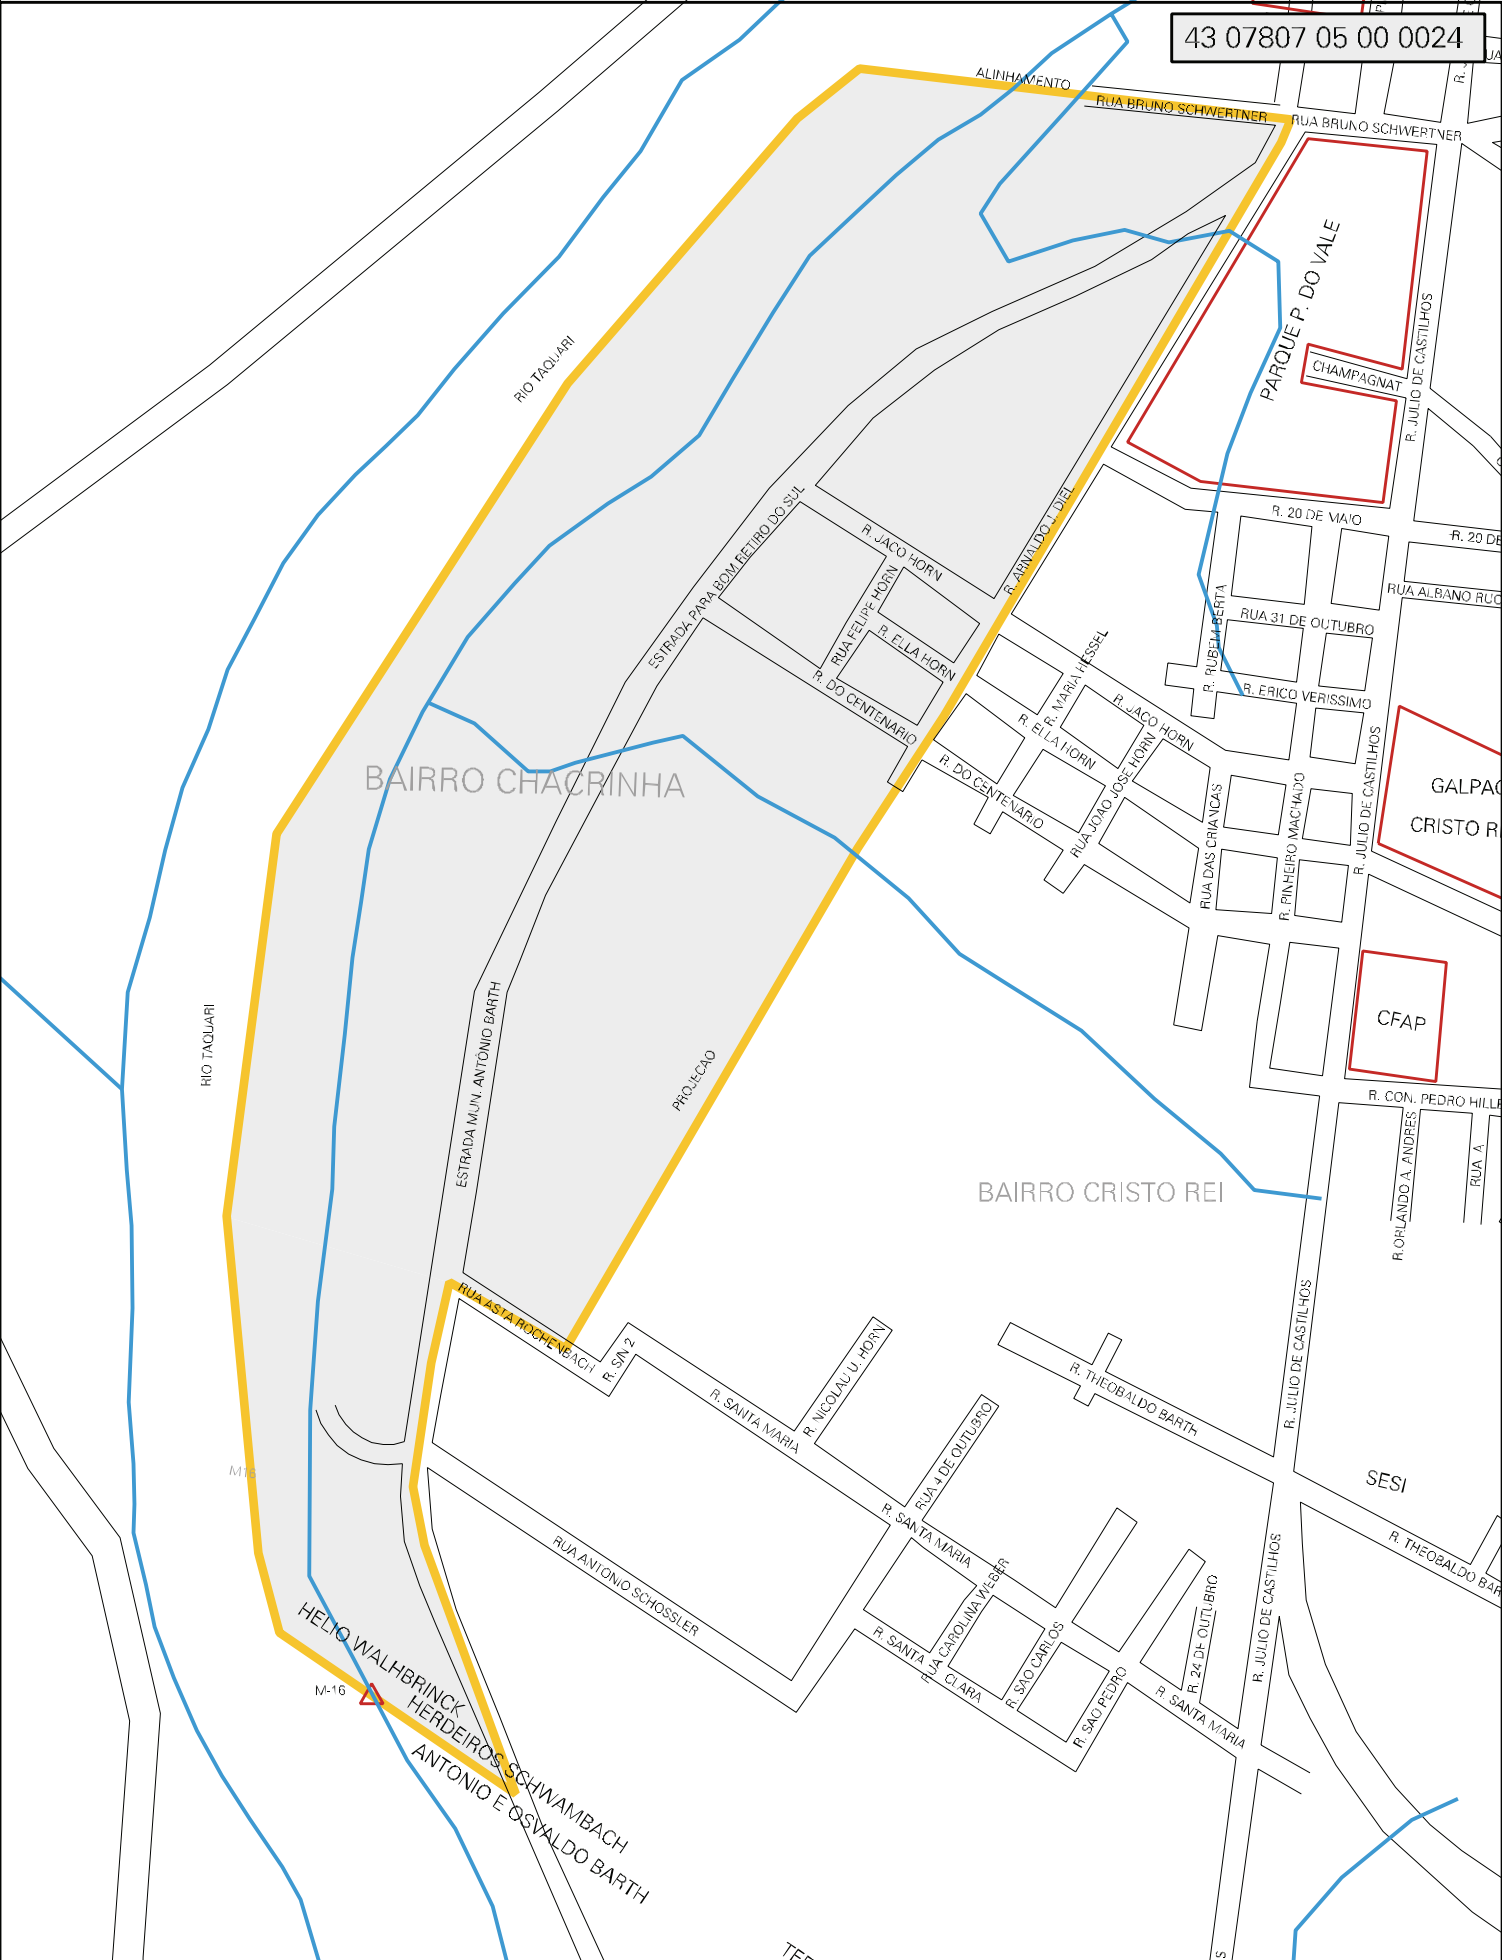 43 07807 05 00 0024
ALINHAMENTO
RUA BRUNO SCHWERTNER
RUA BRUNO SCHWERTNER
PARQUE P. DO VALE
R. JULIO DE CASTILHOS
CHAMPAGNAT
RIO TAQUARI
R. 20 DE MAIO
R. 20 DE
ESTRADA PARA BOM RETIRO DO SUL
R. JACO HORN
R. ARNALDO J. DIEL
RUA FELIPE HORN
R. ELLA HORN
R. DO CENTENARIO
RUA ALBANO RUC
RUA 31 DE OUTUBRO
R. RUBEM BERTA
R. ERICO VERISSIMO
R. MARIA HESSEL
R. JACO HORN
R. ELLA HORN
R. DO CENTENARIO
RUA JOAO JOSE HORN
RUA DAS CRIANCAS
R. PINHEIRO MACHADO
R. JULIO DE CASTILHOS
GALPAO
CRISTO RE
BAIRRO CHACRINHA
CFAP
RIO TAQUARI
ESTRADA MUN. ANTÔNIO BARTH
PROJECAO
R. CON. PEDRO HILLE
R.ORLANDO A. ANDRES
RUA A
BAIRRO CRISTO REI
RUA ASTA ROCHENBACH
R. S/N 2
R. SANTA MARIA
R. NICOLAU U. HORN
RUA 4 DE OUTUBRO
R. THEOBALDO BARTH
R. JULIO DE CASTILHOS
SESI
R. THEOBALDO BAR
M16
RUA ANTONIO SCHOSSLER
R. SANTA MARIA
RUA CAROLINA WEBER
R. SANTA CLARA
R. SAO CARLOS
R. SAO PEDRO
R. 24 DE OUTUBRO
R. JULIO DE CASTILHOS
R. SANTA MARIA
HELIO WALHBRINCK
M-16
HERDEIROS SCHWAMBACH
ANTONIO E OSVALDO BARTH